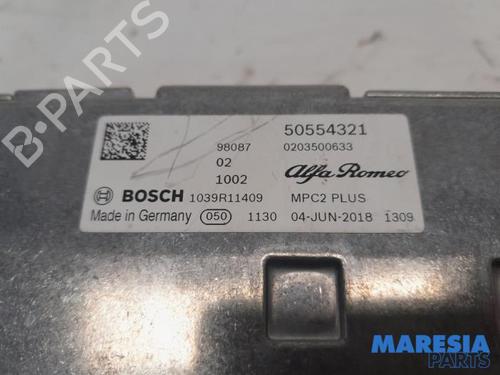 B-PARTS
98087 50554321
02 0203500633
1002 Alfa Romeo
BOSCH 1039R11409 MPC2 PLUS
Made in Germany 050 1130 04-JUN-2018 1309
MARESIA
auto parts